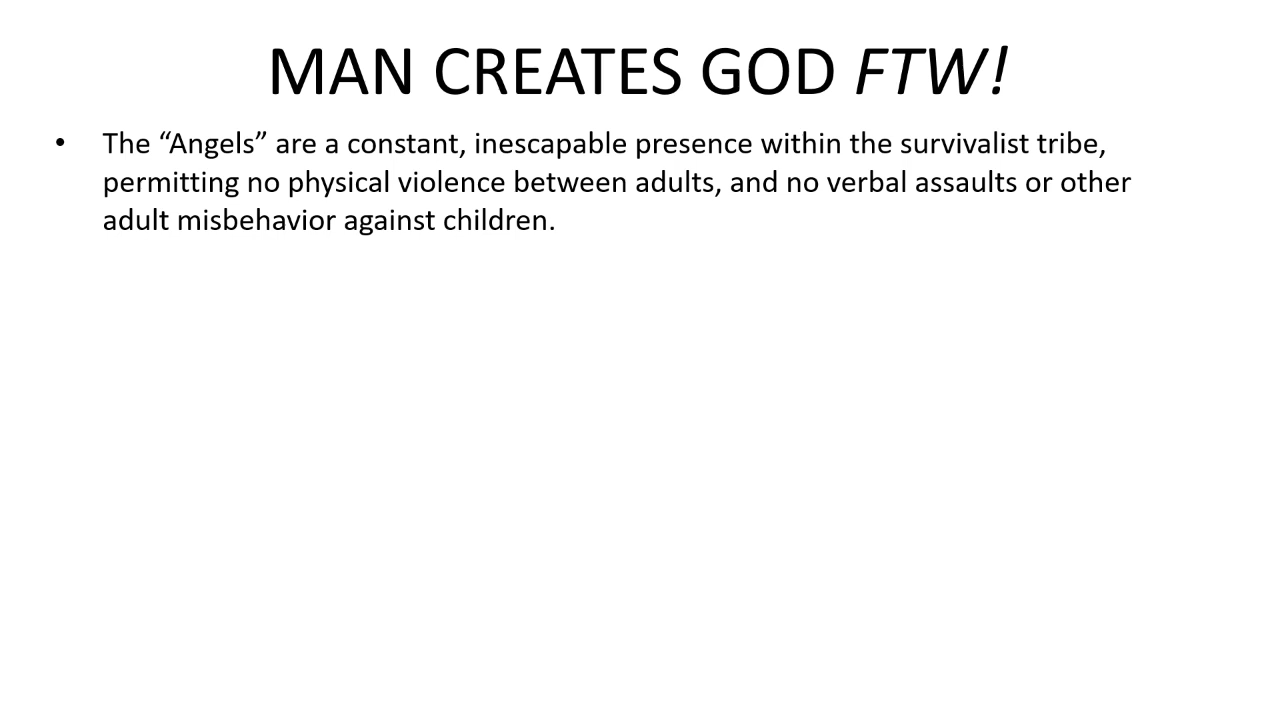 MAN CREATES GOD FTW!
• The “Angels” are a constant, inescapable presence within the survivalist tribe,
permitting no physical violence between adults, and no verbal assaults or other
adult misbehavior against children.